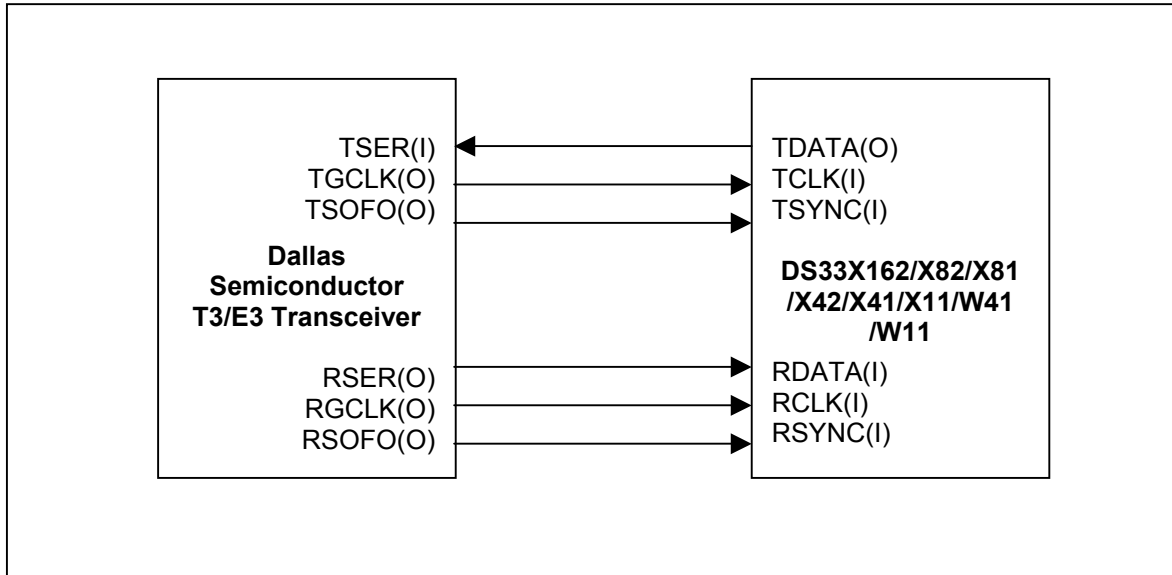 TSER(I)
TGCLK(O)
TSOFO(O)
Dallas
Semiconductor
T3/E3 Transceiver
RSER(O)
RGCLK(O)
RSOFO(O)
TDATA(O)
TCLK(I)
TSYNC(I)
DS33X162/X82/X81
/X42/X41/X11/W41
/W11
RDATA(I)
RCLK(I)
RSYNC(I)